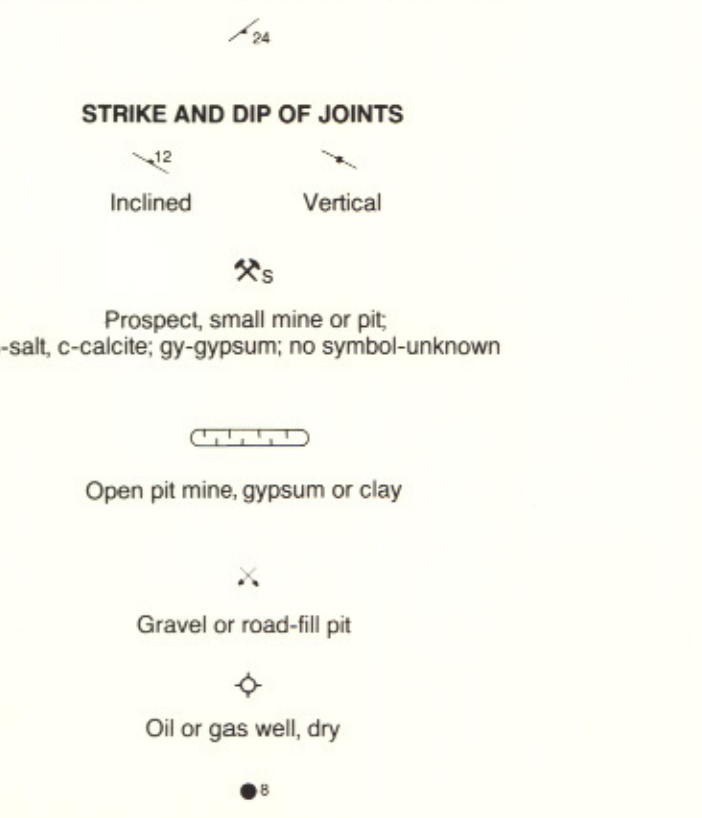 24
STRIKE AND DIP OF JOINTS
12
Inclined Vertical
S
Prospect, small mine or pit;
-salt, c-calcite; gy-gypsum; no symbol-unknown
Open pit mine, gypsum or clay
Gravel or road-fill pit
Oil or gas well, dry
8